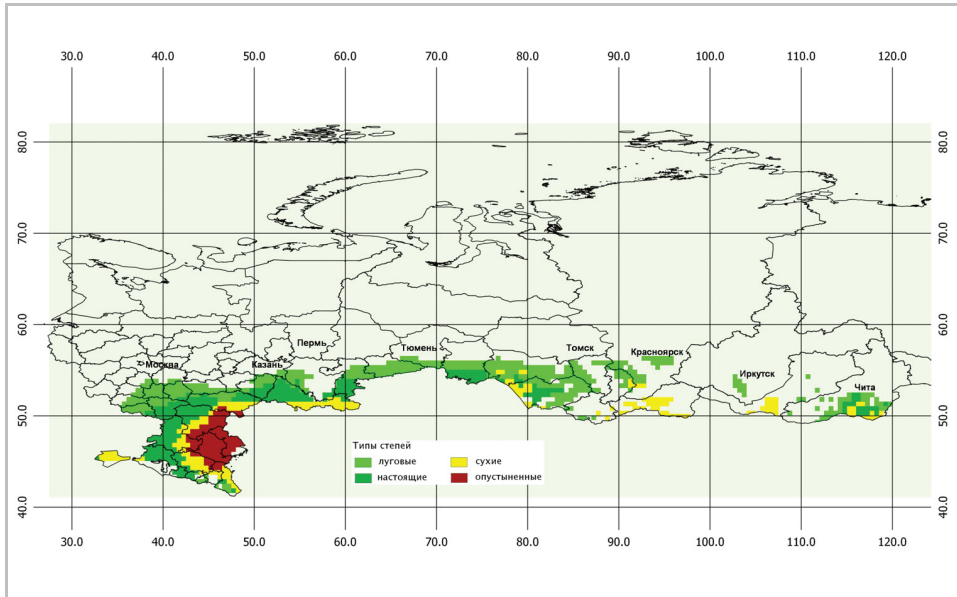 30.0 40.0 50.0 60.0 70.0 80.0 90.0 100.0 110.0 120.0
80.0 80.0
70.0 70.0
60.0 60.0
Пермь
Москва Казань Тюмень Томск Красноярск
Иркутск
Чита
50.0 50.0
Типы степей
луговые сухие
настоящие опустыненные
40.0 40.0
30.0 40.0 50.0 60.0 70.0 80.0 90.0 100.0 110.0 120.0